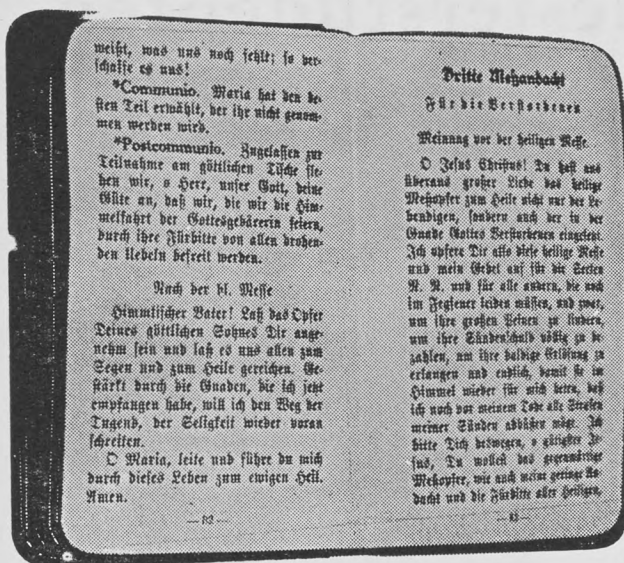 weißt, was uns noch fehlt; so ver-
schaffe es uns!
*Communio. Maria hat den be-
sten Teil erwählt, der ihr nicht genom-
men werden wird.
*Postcommunio. Zugelassen zur
Teilnahme am göttlichen Tische fle-
hen wir, o Herr, unser Gott, deine
Güte an, daß wir, die wir die Him-
melfahrt der Gottesgebärerin feiern,
durch ihre Fürbitte von allen drohen-
den Uebeln befreit werden.
Nach der hl. Messe
Himmlischer Vater! Laß das Opfer
Deines göttlichen Sohnes Dir ange-
nehm sein und laß es uns allen zum
Segen und zum Heile gereichen. Ge-
stärkt durch die Gnaden, die ich jetzt
empfangen habe, will ich den Weg der
Tugend, der Seligkeit wieder voran
schreiten.
O Maria, leite und führe du mich
durch dieses Leben zum ewigen Heil.
Amen.
— 82 —
Dritte Meßandacht
Für die Verstorbenen
Meinung vor der heiligen Messe.
O Jesus Christus! Du hast aus
überaus großer Liebe das heilige
Meßopfer zum Heile nicht nur der Le-
bendigen, sondern auch der in der
Gnade Gottes Verstorbenen eingesetzt.
Ich opfere Dir also diese heilige Messe
und mein Gebet auf für die Seelen
N. N. und für alle andern, die noch
im Fegfeuer leiden müssen, und zwar,
um ihre großen Peinen zu lindern,
um ihre Sündenschuld völlig zu be-
zahlen, um ihre baldige Erlösung zu
erlangen und endlich, damit sie im
Himmel wieder für mich beten, daß
ich noch vor meinem Tode alle Strafen
meiner Sünden abbüßen möge. Ich
bitte Dich deswegen, o gütigster Je-
sus, Du wollest das gegenwärtige
Meßopfer, wie auch meine geringe An-
dacht und die Fürbitte aller Heiligen,
— 83 —